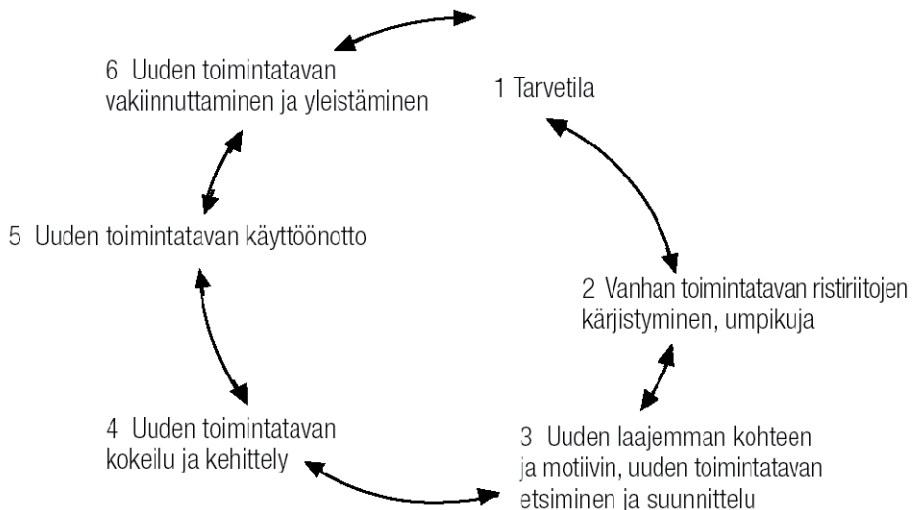 1 Tarvetila
2 Vanhan toimintatavan ristiriitojen
kärjistyminen, umpikuja
3 Uuden laajemman kohteen
ja motiivin, uuden toimintatavan
etsiminen ja suunnittelu
4 Uuden toimintatavan
kokeilu ja kehittely
5 Uuden toimintatavan käyttöönotto
6 Uuden toimintatavan
vakiinnuttaminen ja yleistäminen